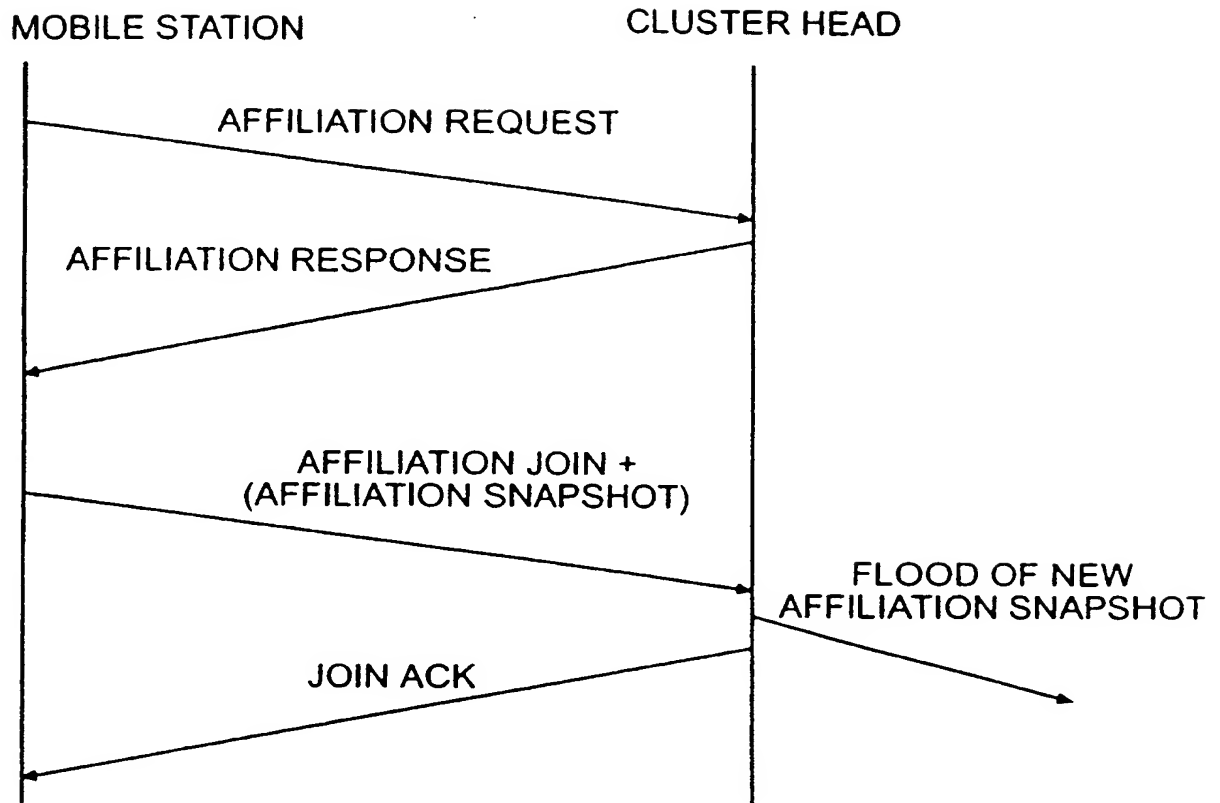 MOBILE STATION
CLUSTER HEAD
AFFILIATION REQUEST
AFFILIATION RESPONSE
AFFILIATION JOIN +
(AFFILIATION SNAPSHOT)
FLOOD OF NEW
AFFILIATION SNAPSHOT
JOIN ACK